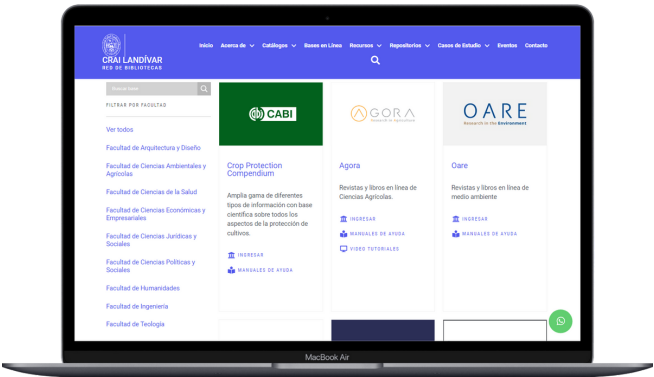 CRAI LANDÍVAR
RED DE BIBLIOTECAS
Inicio Acerca de Catálogos Bases en Línea Recursos Repositorios Casos de Estudio Eventos Contacto
Buscar base
FILTRAR POR FACULTAD
Ver todos
Facultad de Arquitectura y Diseño
Facultad de Ciencias Ambientales y
Agrícolas
Facultad de Ciencias de la Salud
Facultad de Ciencias Económicas y
Empresariales
Facultad de Ciencias Jurídicas y
Sociales
Facultad de Ciencias Políticas y
Sociales
Facultad de Humanidades
Facultad de Ingeniería
Facultad de Teología
CABI
Crop Protection
Compendium
Amplia gama de diferentes
tipos de información con base
científica sobre todos los
aspectos de la protección de
cultivos.
INGRESAR
MANUALES DE AYUDA
AGORA
Research in Agriculture
Agora
Revistas y libros en línea de
Ciencias Agrícolas.
INGRESAR
MANUALES DE AYUDA
VIDEO TUTORIALES
OARE
Research in the Environment
Oare
Revistas y libros en línea de
medio ambiente
INGRESAR
MANUALES DE AYUDA
MacBook Air